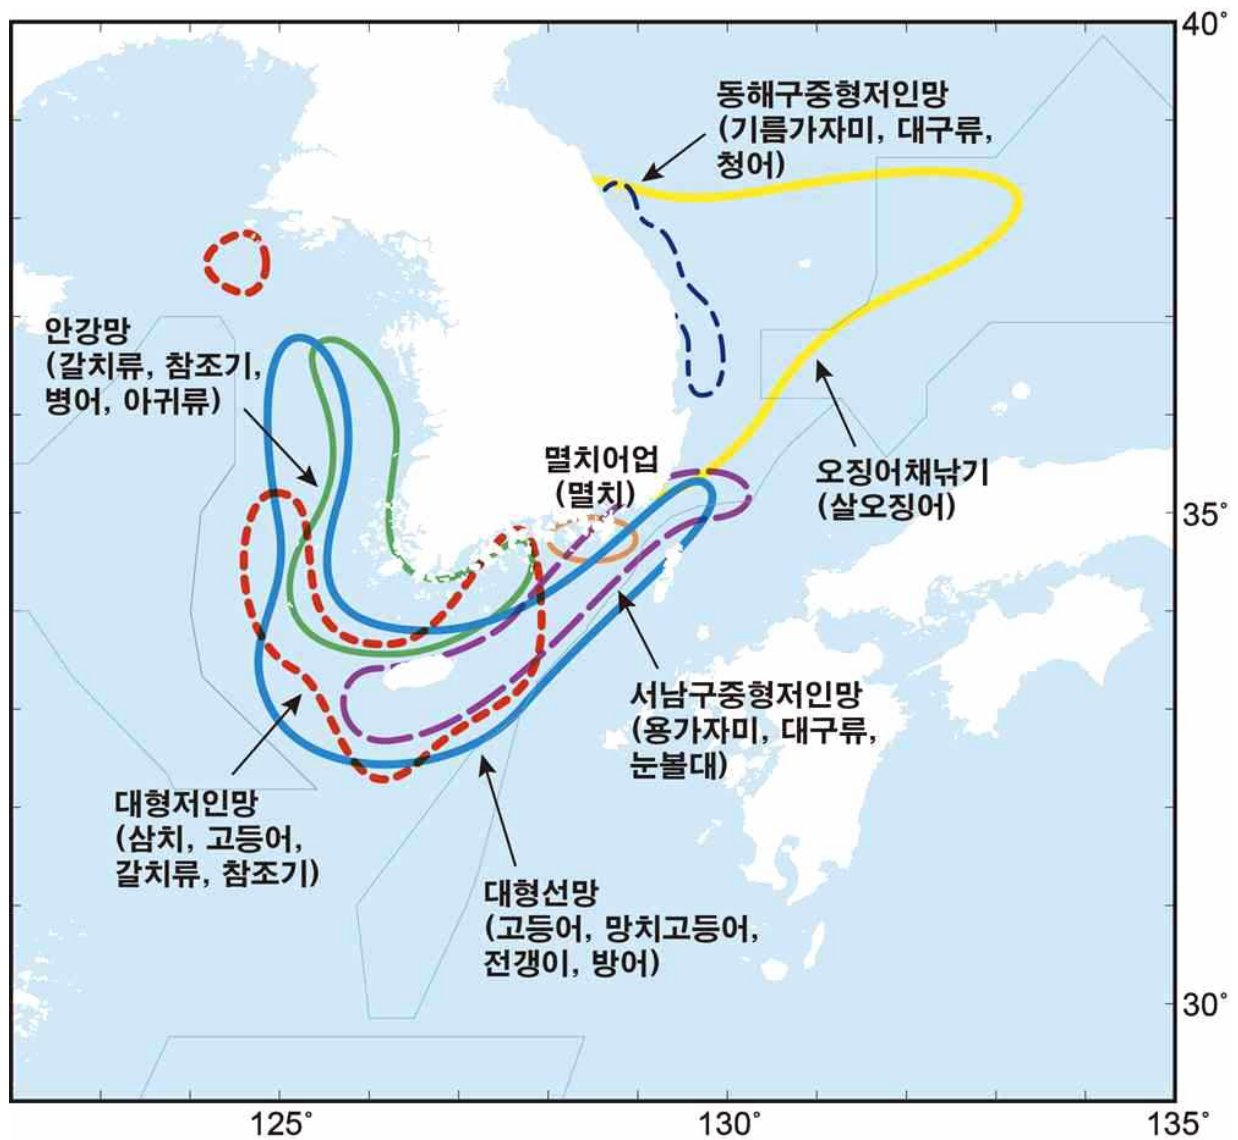 40°
동해구중형저인망
(기름가자미, 대구류,
청어)
안강망
(갈치류, 참조기,
병어, 아귀류)
멸치어업
(멸치)
오징어채낚기
(살오징어)
35°
서남구중형저인망
(용가자미, 대구류,
눈볼대)
대형저인망
(삼치, 고등어,
갈치류, 참조기)
대형선망
(고등어, 망치고등어,
전갱이, 방어)
30°
125°
130°
135°